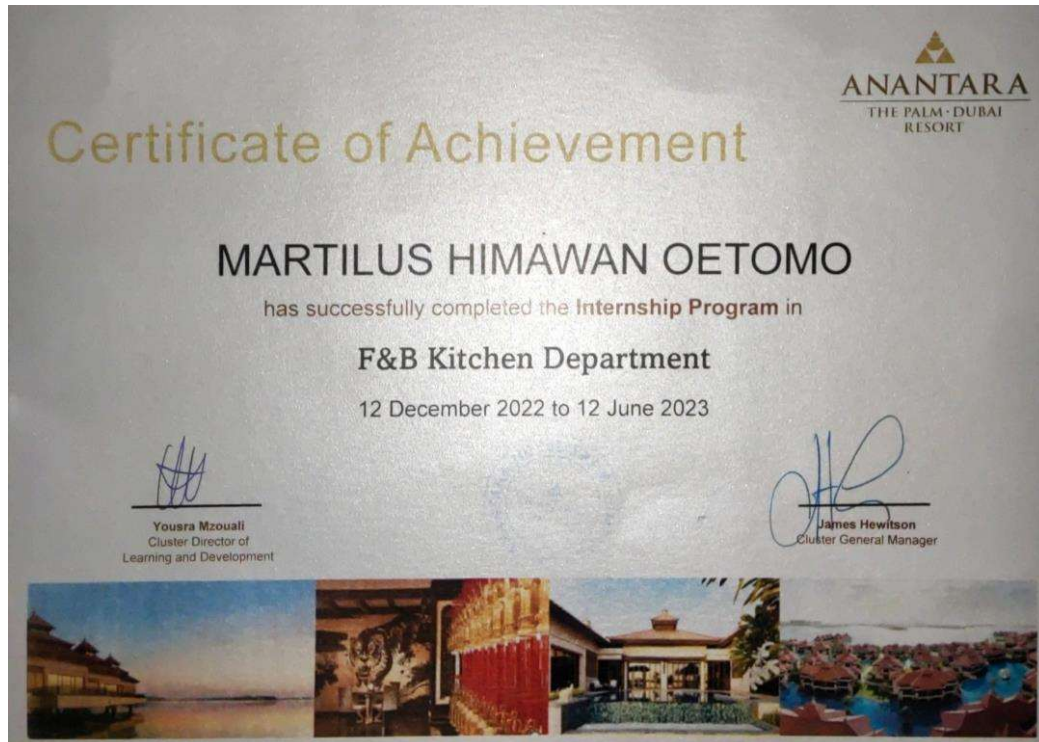 ANANTARA
THE PALM · DUBAI
RESORT
Certificate of Achievement
MARTILUS HIMAWAN OETOMO
has successfully completed the Internship Program in
F&B Kitchen Department
12 December 2022 to 12 June 2023
Yousra Mzouali
Cluster Director of
Learning and Development
James Hewitson
Cluster General Manager